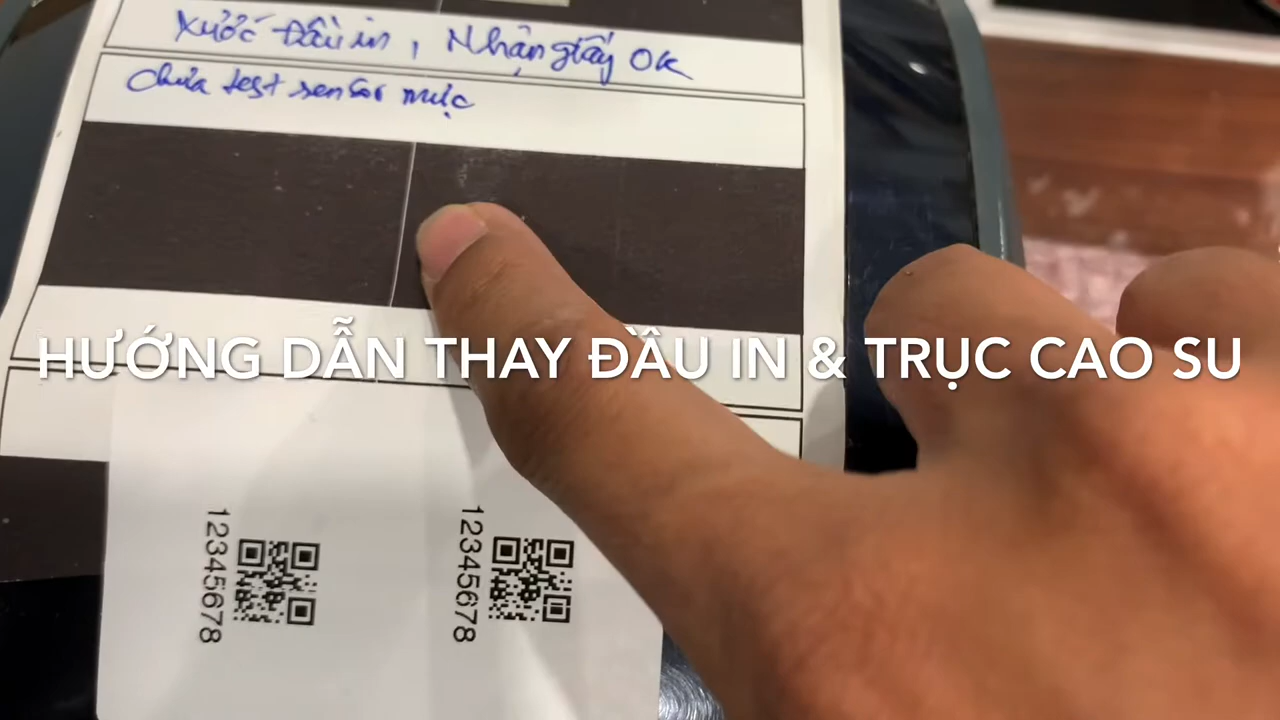 Xước đầu in, Nhận giấy OK
Chưa test sensor mực
HƯỚNG DẪN THAY ĐẦU IN & TRỤC CAO SU
12345678
12345678